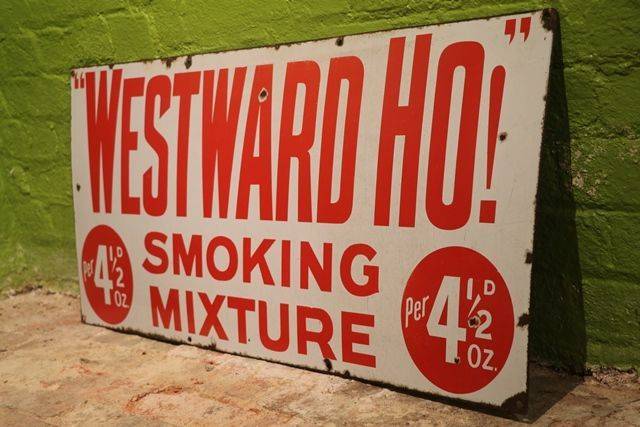 "WESTWARD HO!"
SMOKING
MIXTURE
Per 4½D Oz
Per 4½D Oz.